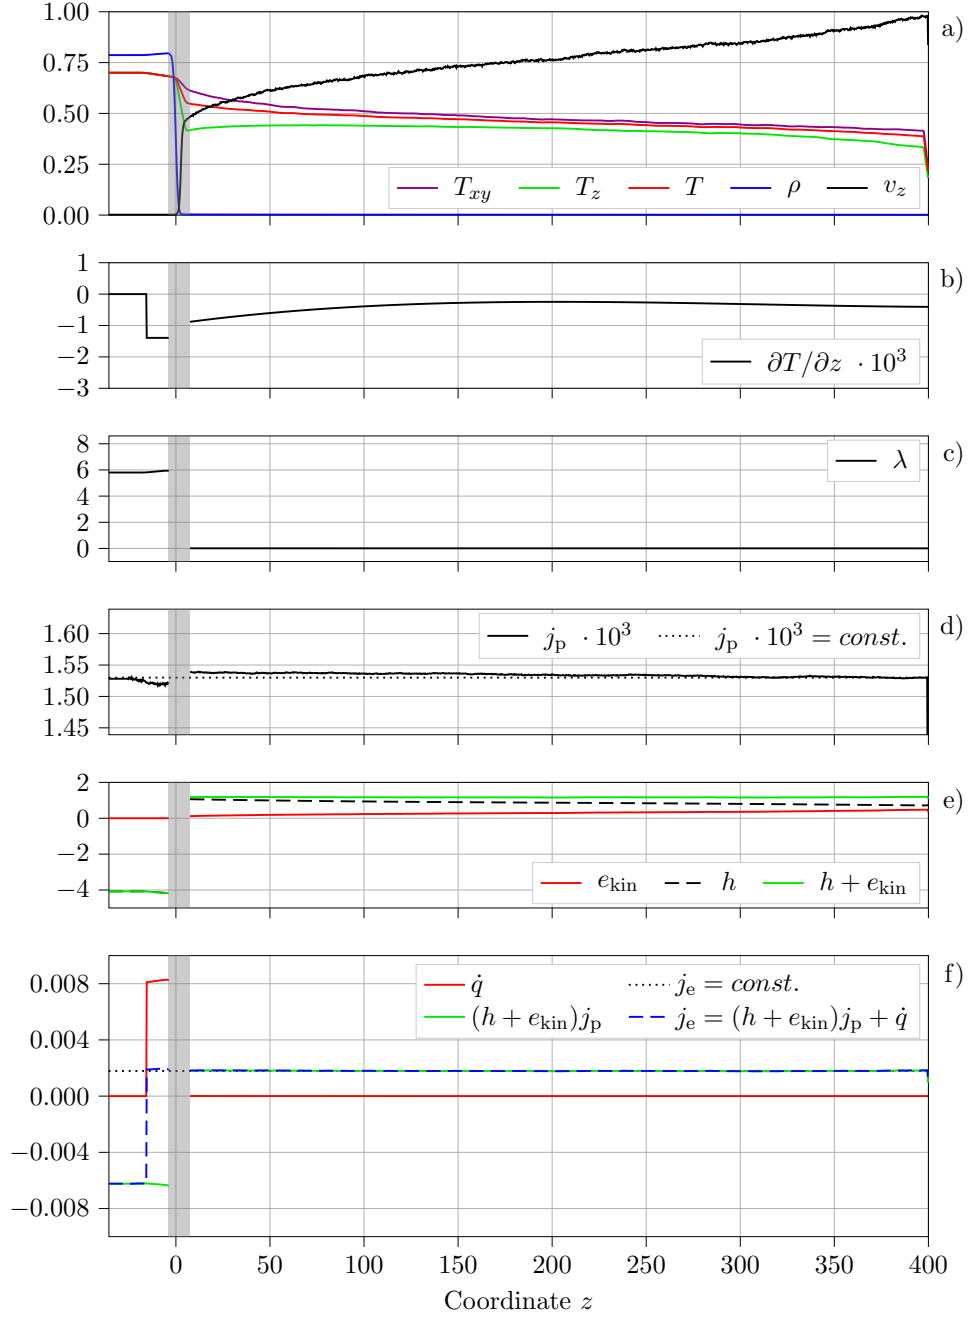 1.00
0.75
0.50
0.25
0.00
T_xy T_z T ρ v_z
a)
1
0
−1
−2
−3
∂T/∂z · 10³
b)
8
6
4
2
0
λ
c)
1.60
1.55
1.50
1.45
j_p · 10³ j_p · 10³ = const.
d)
2
0
−2
−4
e_kin h h + e_kin
e)
0.008
0.004
0.000
−0.004
−0.008
q̇ j_e = const.
(h + e_kin)j_p j_e = (h + e_kin)j_p + q̇
f)
0 50 100 150 200 250 300 350 400
Coordinate z